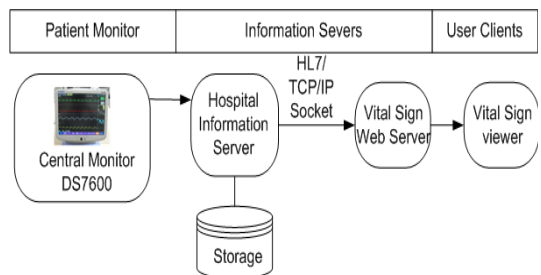 Patient Monitor
Information Severs
User Clients
HL7/
TCP/IP
Socket
Central Monitor
DS7600
Hospital
Information
Server
Vital Sign
Web Server
Vital Sign
viewer
Storage